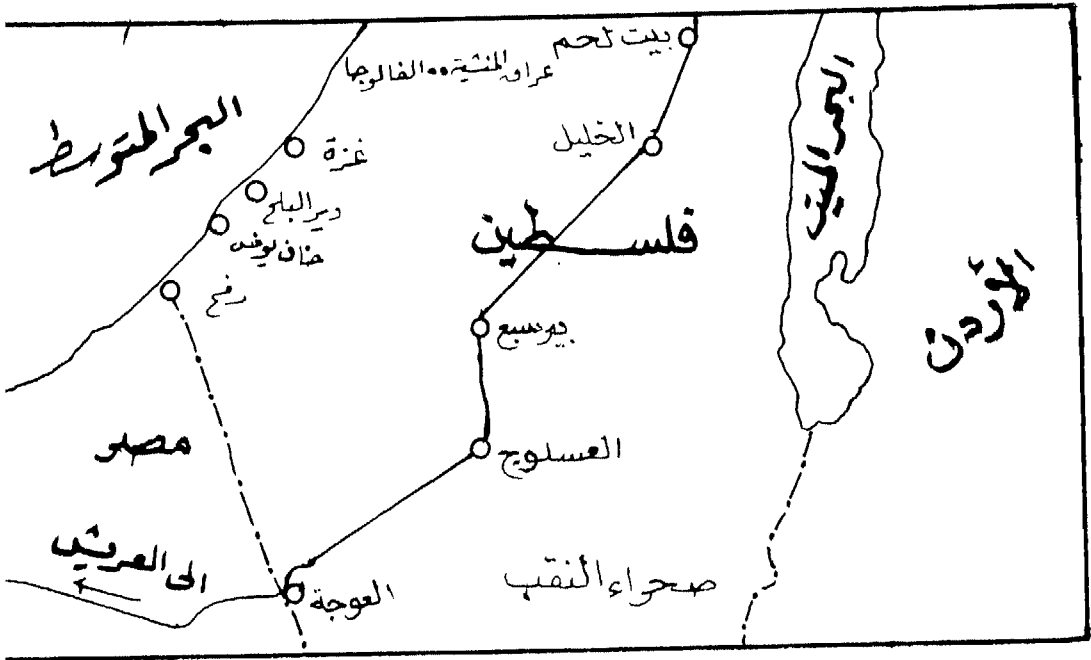 بيت لحم
عراق المنشية •• الفالوجا
البحر المتوسط
البحر الميت
الخليل
غزة
دير البلح
خان يونس
فلسطين
الأردن
رفح
بير سبع
مصر
العسلوج
الى العريش
صحراء النقب
العوجة